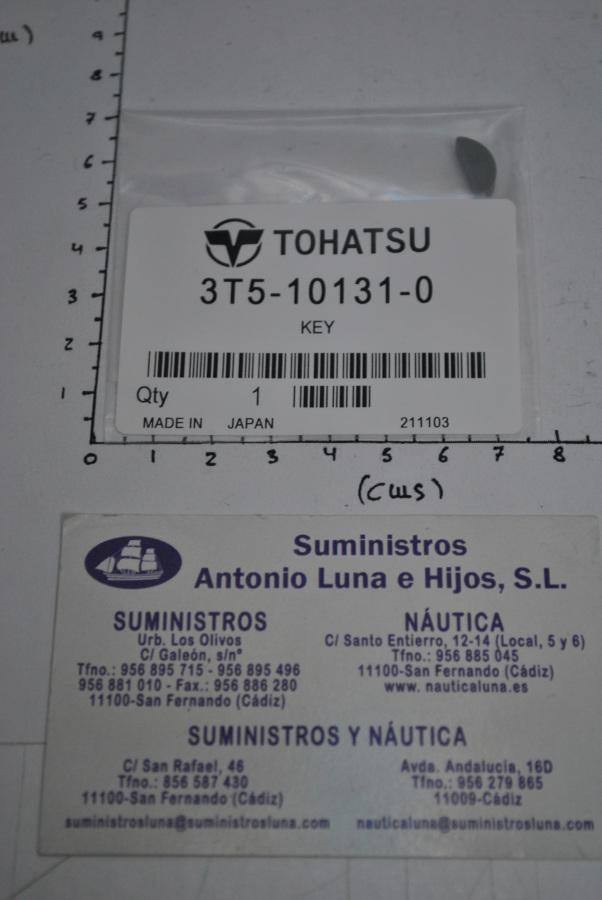 9
8
7
6
5
4
3
2
1
TOHATSU
3T5-10131-0
KEY
Qty 1
MADE IN JAPAN 211103
0 1 2 3 4 5 6 7 8
(cms)
Suministros
Antonio Luna e Hijos, S.L.
SUMINISTROS
Urb. Los Olivos
C/ Galeón, s/nº
Tfno.: 956 895 715 - 956 895 496
956 881 010 - Fax.: 956 886 280
11100-San Fernando (Cádiz)
NÁUTICA
C/ Santo Entierro, 12-14 (Local, 5 y 6)
Tfno.: 956 885 045
11100-San Fernando (Cádiz)
www. nauticaluna.es
SUMINISTROS Y NÁUTICA
C/ San Rafael, 46
Tfno.: 856 587 430
11100-San Fernando (Cádiz)
suministrosluna@suministrosluna.com
Avda. Andalucía, 16D
Tfno.: 956 279 865
11009-Cádiz
nauticaluna@suministrosluna.com